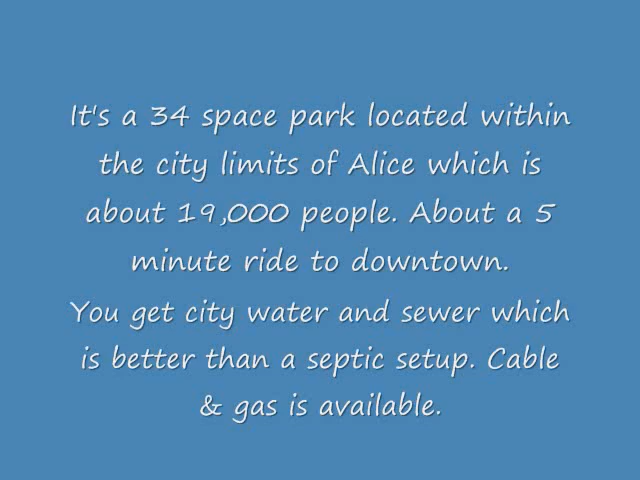 It's a 34 space park located within
the city limits of Alice which is
about 19,000 people. About a 5
minute ride to downtown.
You get city water and sewer which
is better than a septic setup. Cable
& gas is available.